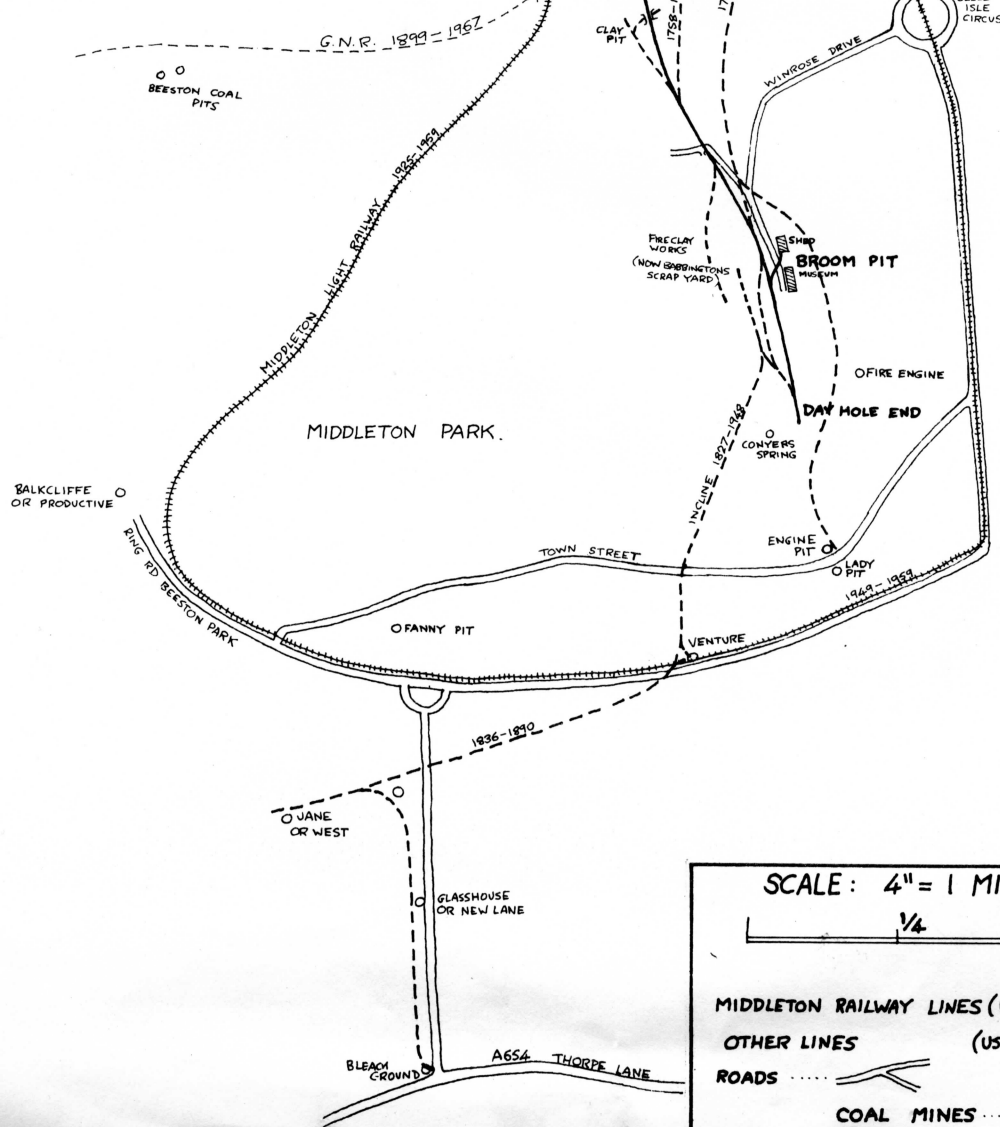 G.N.R. 1899-1967
BEESTON COAL
PITS
CLAY
PIT
1758-1
17
ISLE
CIRCUS
WINROSE DRIVE
MIDDLETON LIGHT RAILWAY 1925-1959
FIRECLAY
WORKS
(NOW BABBINGTONS
SCRAP YARD)
SHED
BROOM PIT
MUSEUM
FIRE ENGINE
DAY HOLE END
MIDDLETON PARK.
CONYERS
SPRING
INCLINE 1827-1948
BALKCLIFFE
OR PRODUCTIVE
RING RD BEESTON PARK
TOWN STREET
ENGINE
PIT
LADY
PIT
1949-1959
FANNY PIT
VENTURE
1836-1890
JANE
OR WEST
GLASSHOUSE
OR NEW LANE
BLEACH
GROUND
A654 THORPE LANE
SCALE: 4" = 1 MI
1/4
MIDDLETON RAILWAY LINES (
OTHER LINES (US
ROADS .....
COAL MINES ...